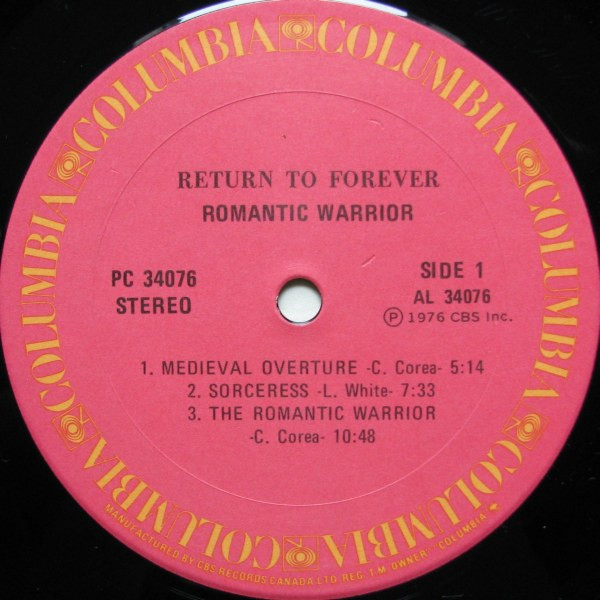 COLUMBIA COLUMBIA COLUMBIA COLUMBIA COLUMBIA COLUMBIA
RETURN TO FOREVER
ROMANTIC WARRIOR
PC 34076
STEREO
SIDE 1
AL 34076
Ⓟ 1976 CBS Inc.
1. MEDIEVAL OVERTURE -C. Corea- 5:14
2. SORCERESS -L. White- 7:33
3. THE ROMANTIC WARRIOR
-C. Corea- 10:48
MANUFACTURED BY CBS RECORDS CANADA LTD. REG. T.M. OWNER "COLUMBIA"